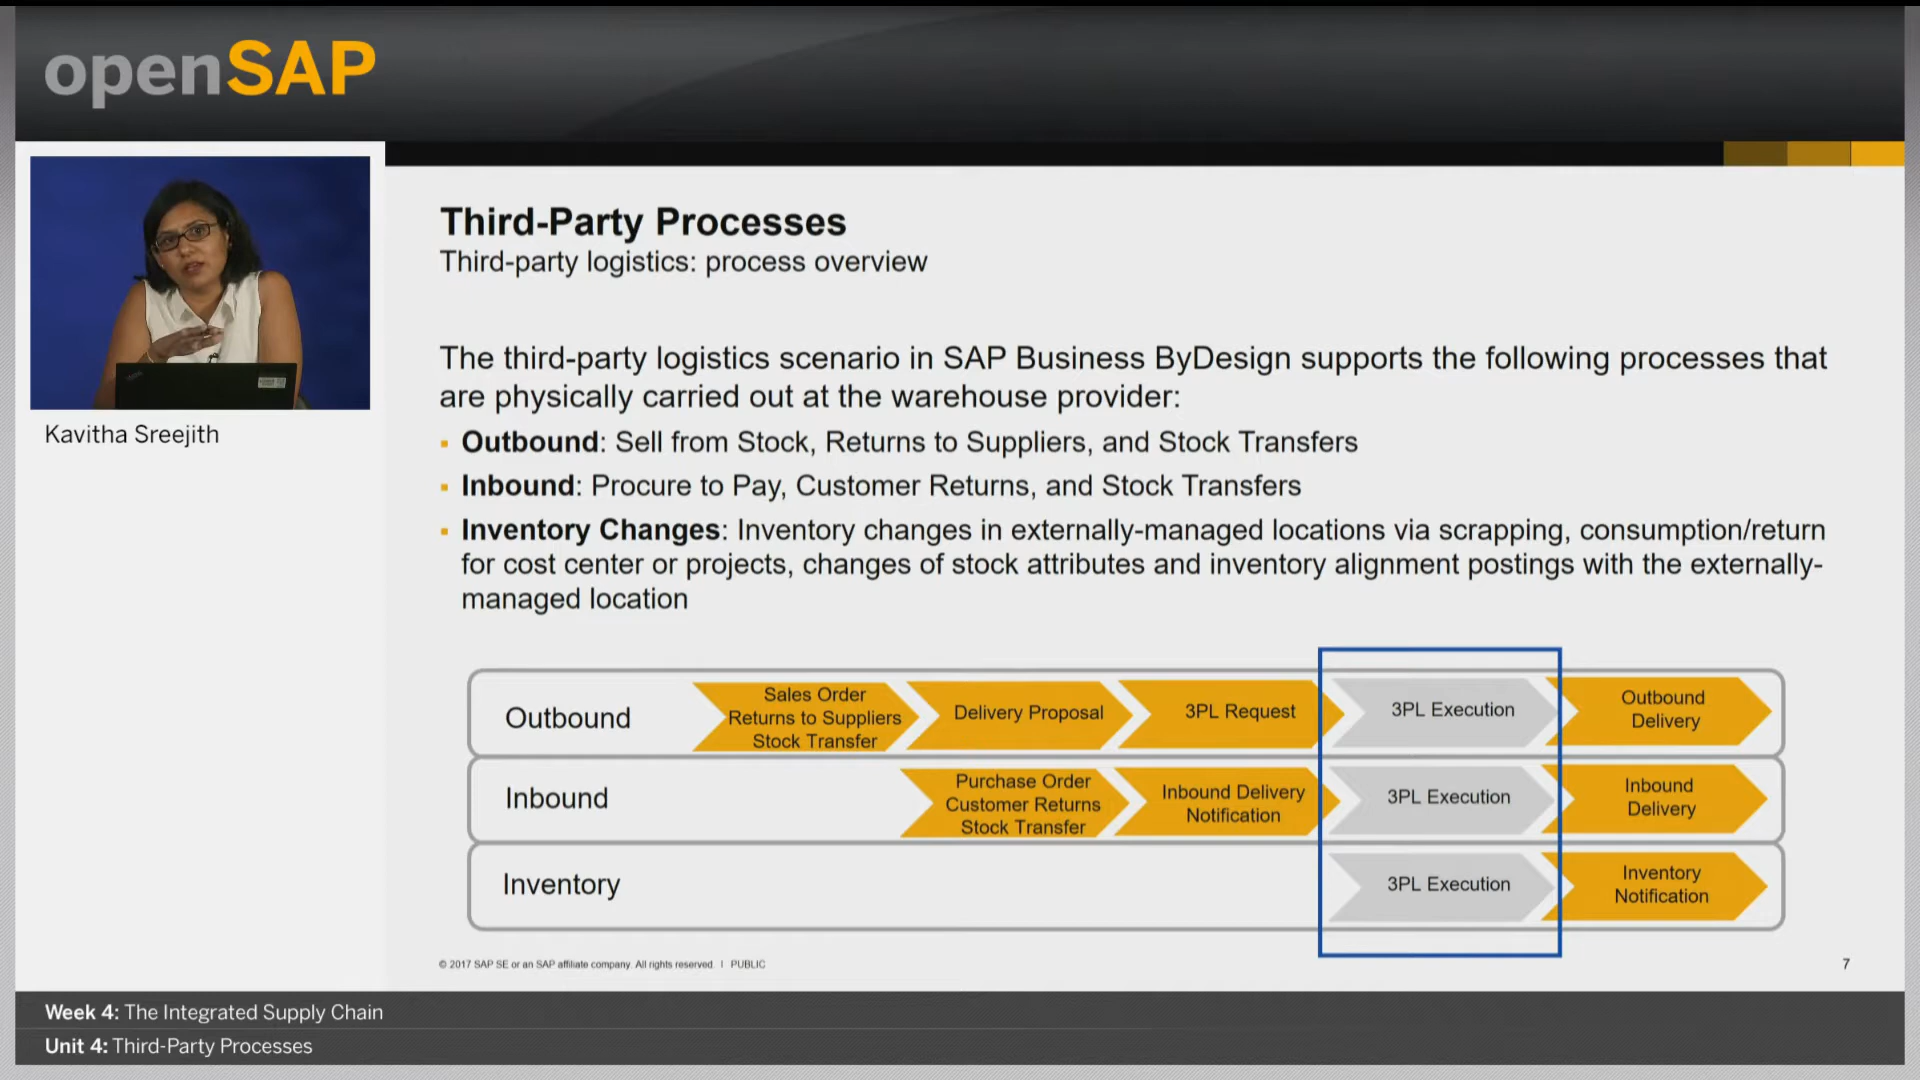 openSAP
Kavitha Sreejith
Third-Party Processes
Third-party logistics: process overview
The third-party logistics scenario in SAP Business ByDesign supports the following processes that
are physically carried out at the warehouse provider:
Outbound: Sell from Stock, Returns to Suppliers, and Stock Transfers
Inbound: Procure to Pay, Customer Returns, and Stock Transfers
Inventory Changes: Inventory changes in externally-managed locations via scrapping, consumption/return
for cost center or projects, changes of stock attributes and inventory alignment postings with the externally-
managed location
Outbound
Sales Order
Returns to Suppliers
Stock Transfer
Delivery Proposal
3PL Request
3PL Execution
Outbound
Delivery
Inbound
Purchase Order
Customer Returns
Stock Transfer
Inbound Delivery
Notification
3PL Execution
Inbound
Delivery
Inventory
3PL Execution
Inventory
Notification
© 2017 SAP SE or an SAP affiliate company. All rights reserved. | PUBLIC
7
Week 4: The Integrated Supply Chain
Unit 4: Third-Party Processes